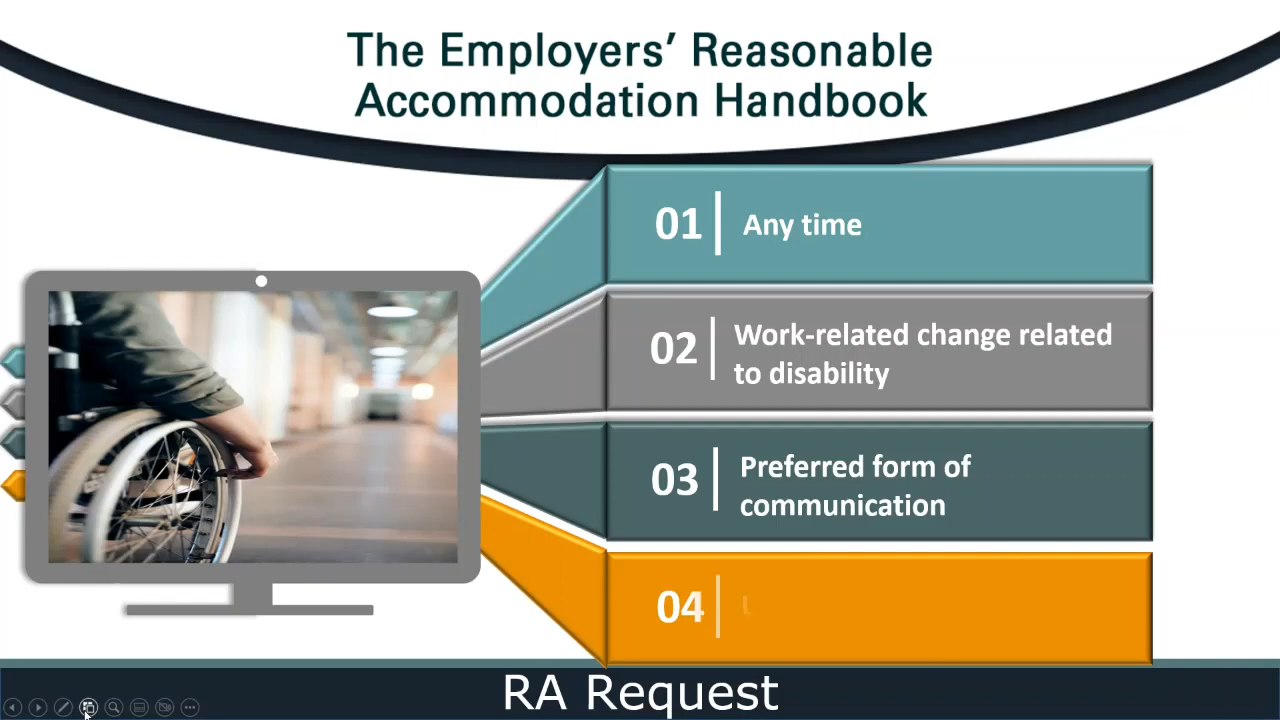 The Employers’ Reasonable
Accommodation Handbook
01 Any time
02 Work-related change related
to disability
03 Preferred form of
communication
04
RA Request